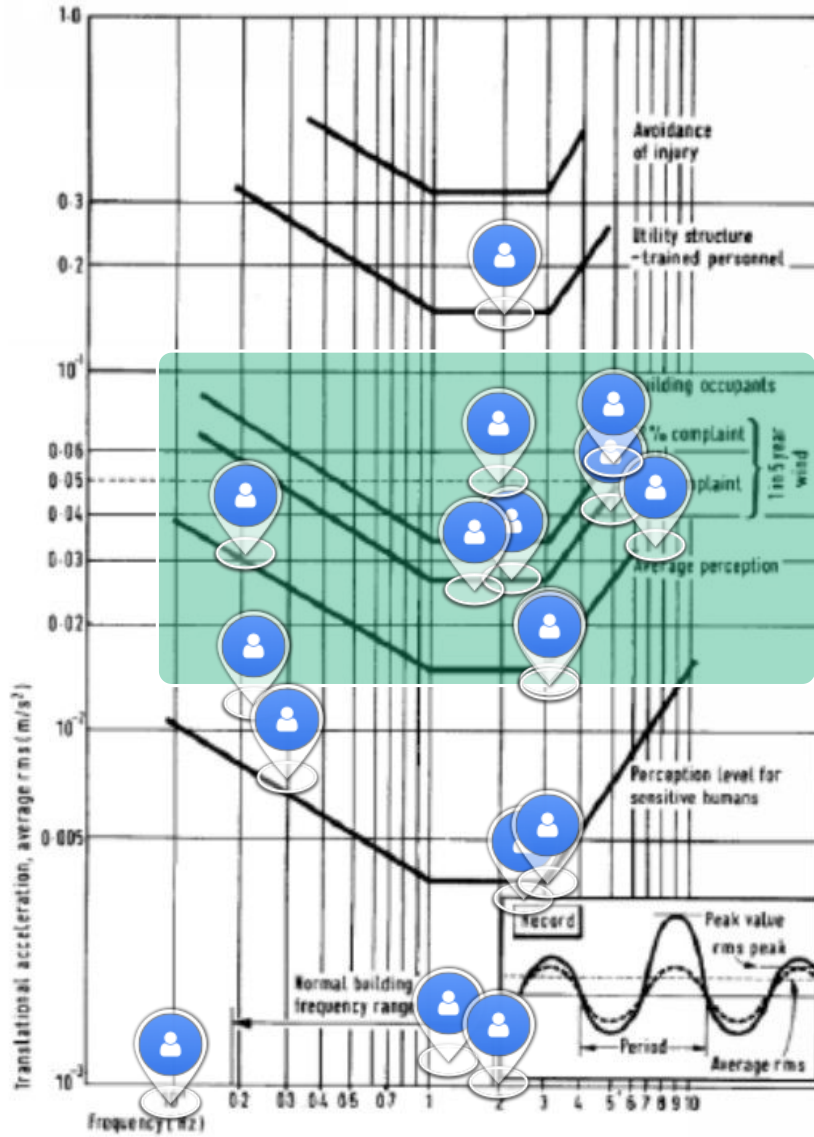 1·0
Avoidance
of injury
0·3
Utility structure
-trained personnel
0·2
10⁻¹
Building occupants
% complaint
0·06
0·05
0·04
1 in 5 year
wind
0·03
Average perception
0·02
Translational acceleration, average rms (m/s²)
10⁻²
Perception level for
sensitive humans
0·005
Record
Peak value
rms peak
Normal building
frequency range
Period
Average rms
10⁻³
0·2 0·3 0·4 0·5 0·7 1 2 3 4 5 6 7 8 9 10
Frequency (Hz)